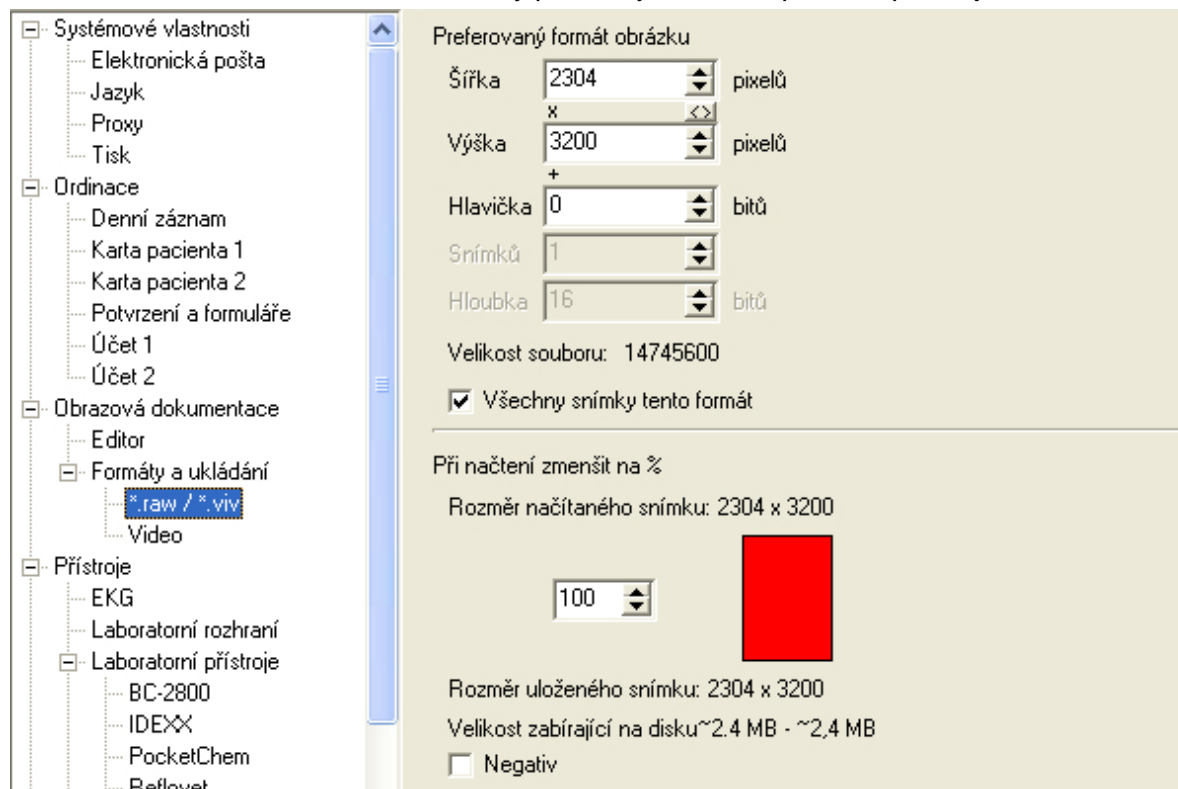 Systémové vlastnosti
Elektronická pošta
Jazyk
Proxy
Tisk
Ordinace
Denní záznam
Karta pacienta 1
Karta pacienta 2
Potvrzení a formuláře
Účet 1
Účet 2
Obrazová dokumentace
Editor
Formáty a ukládání
*.raw / *.viv
Video
Přístroje
EKG
Laboratorní rozhraní
Laboratorní přístroje
BC-2800
IDEXX
PocketChem
Reflovet
Preferovaný formát obrázku
Šířka 2304 pixelů
x <>
Výška 3200 pixelů
+
Hlavička 0 bitů
Snímků 1
Hloubka 16 bitů
Velikost souboru: 14745600
Všechny snímky tento formát
Při načtení zmenšit na %
Rozměr načítaného snímku: 2304 x 3200
100
Rozměr uloženého snímku: 2304 x 3200
Velikost zabírající na disku~2.4 MB - ~2,4 MB
Negativ